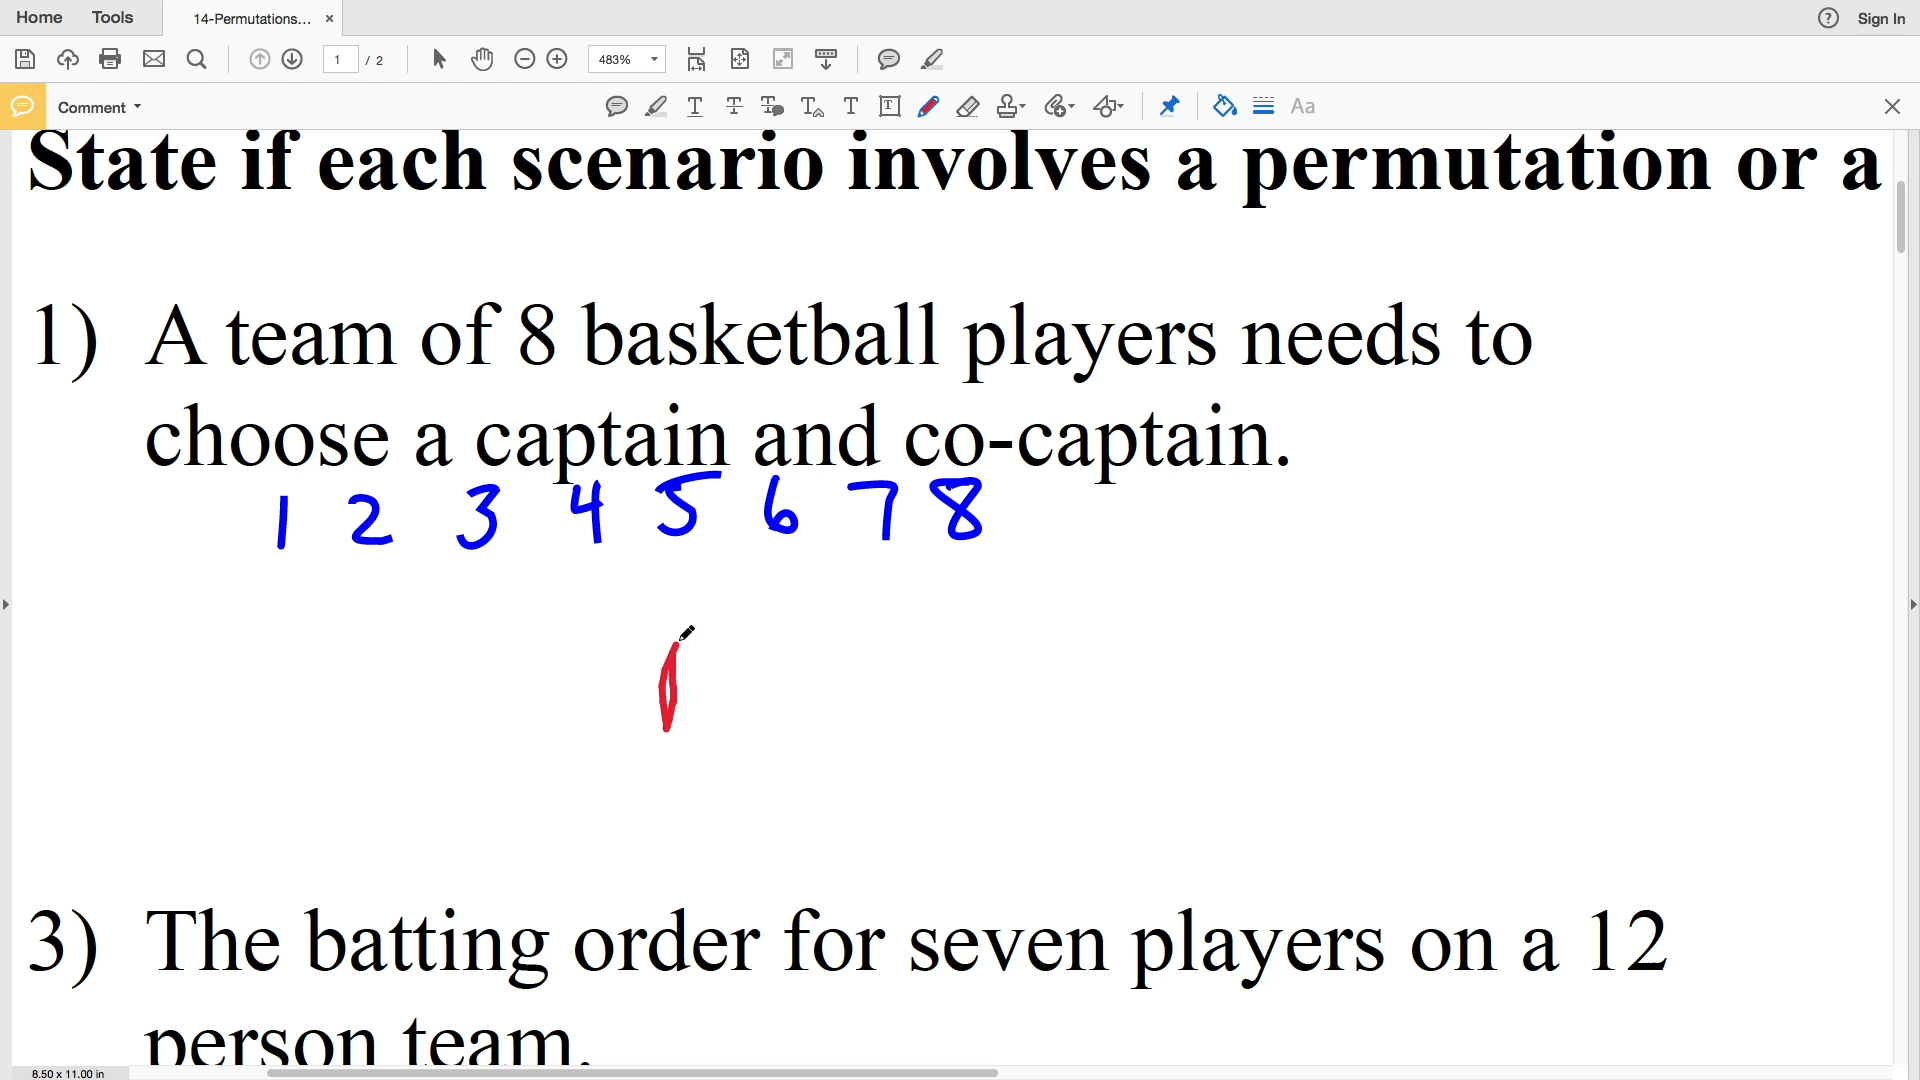 Home Tools 14-Permutations... × ? Sign In
1 / 2 483%
Comment Aa
State if each scenario involves a permutation or a
1) A team of 8 basketball players needs to
choose a captain and co-captain.
1 2 3 4 5 6 7 8
3) The batting order for seven players on a 12
person team.
8.50 x 11.00 in